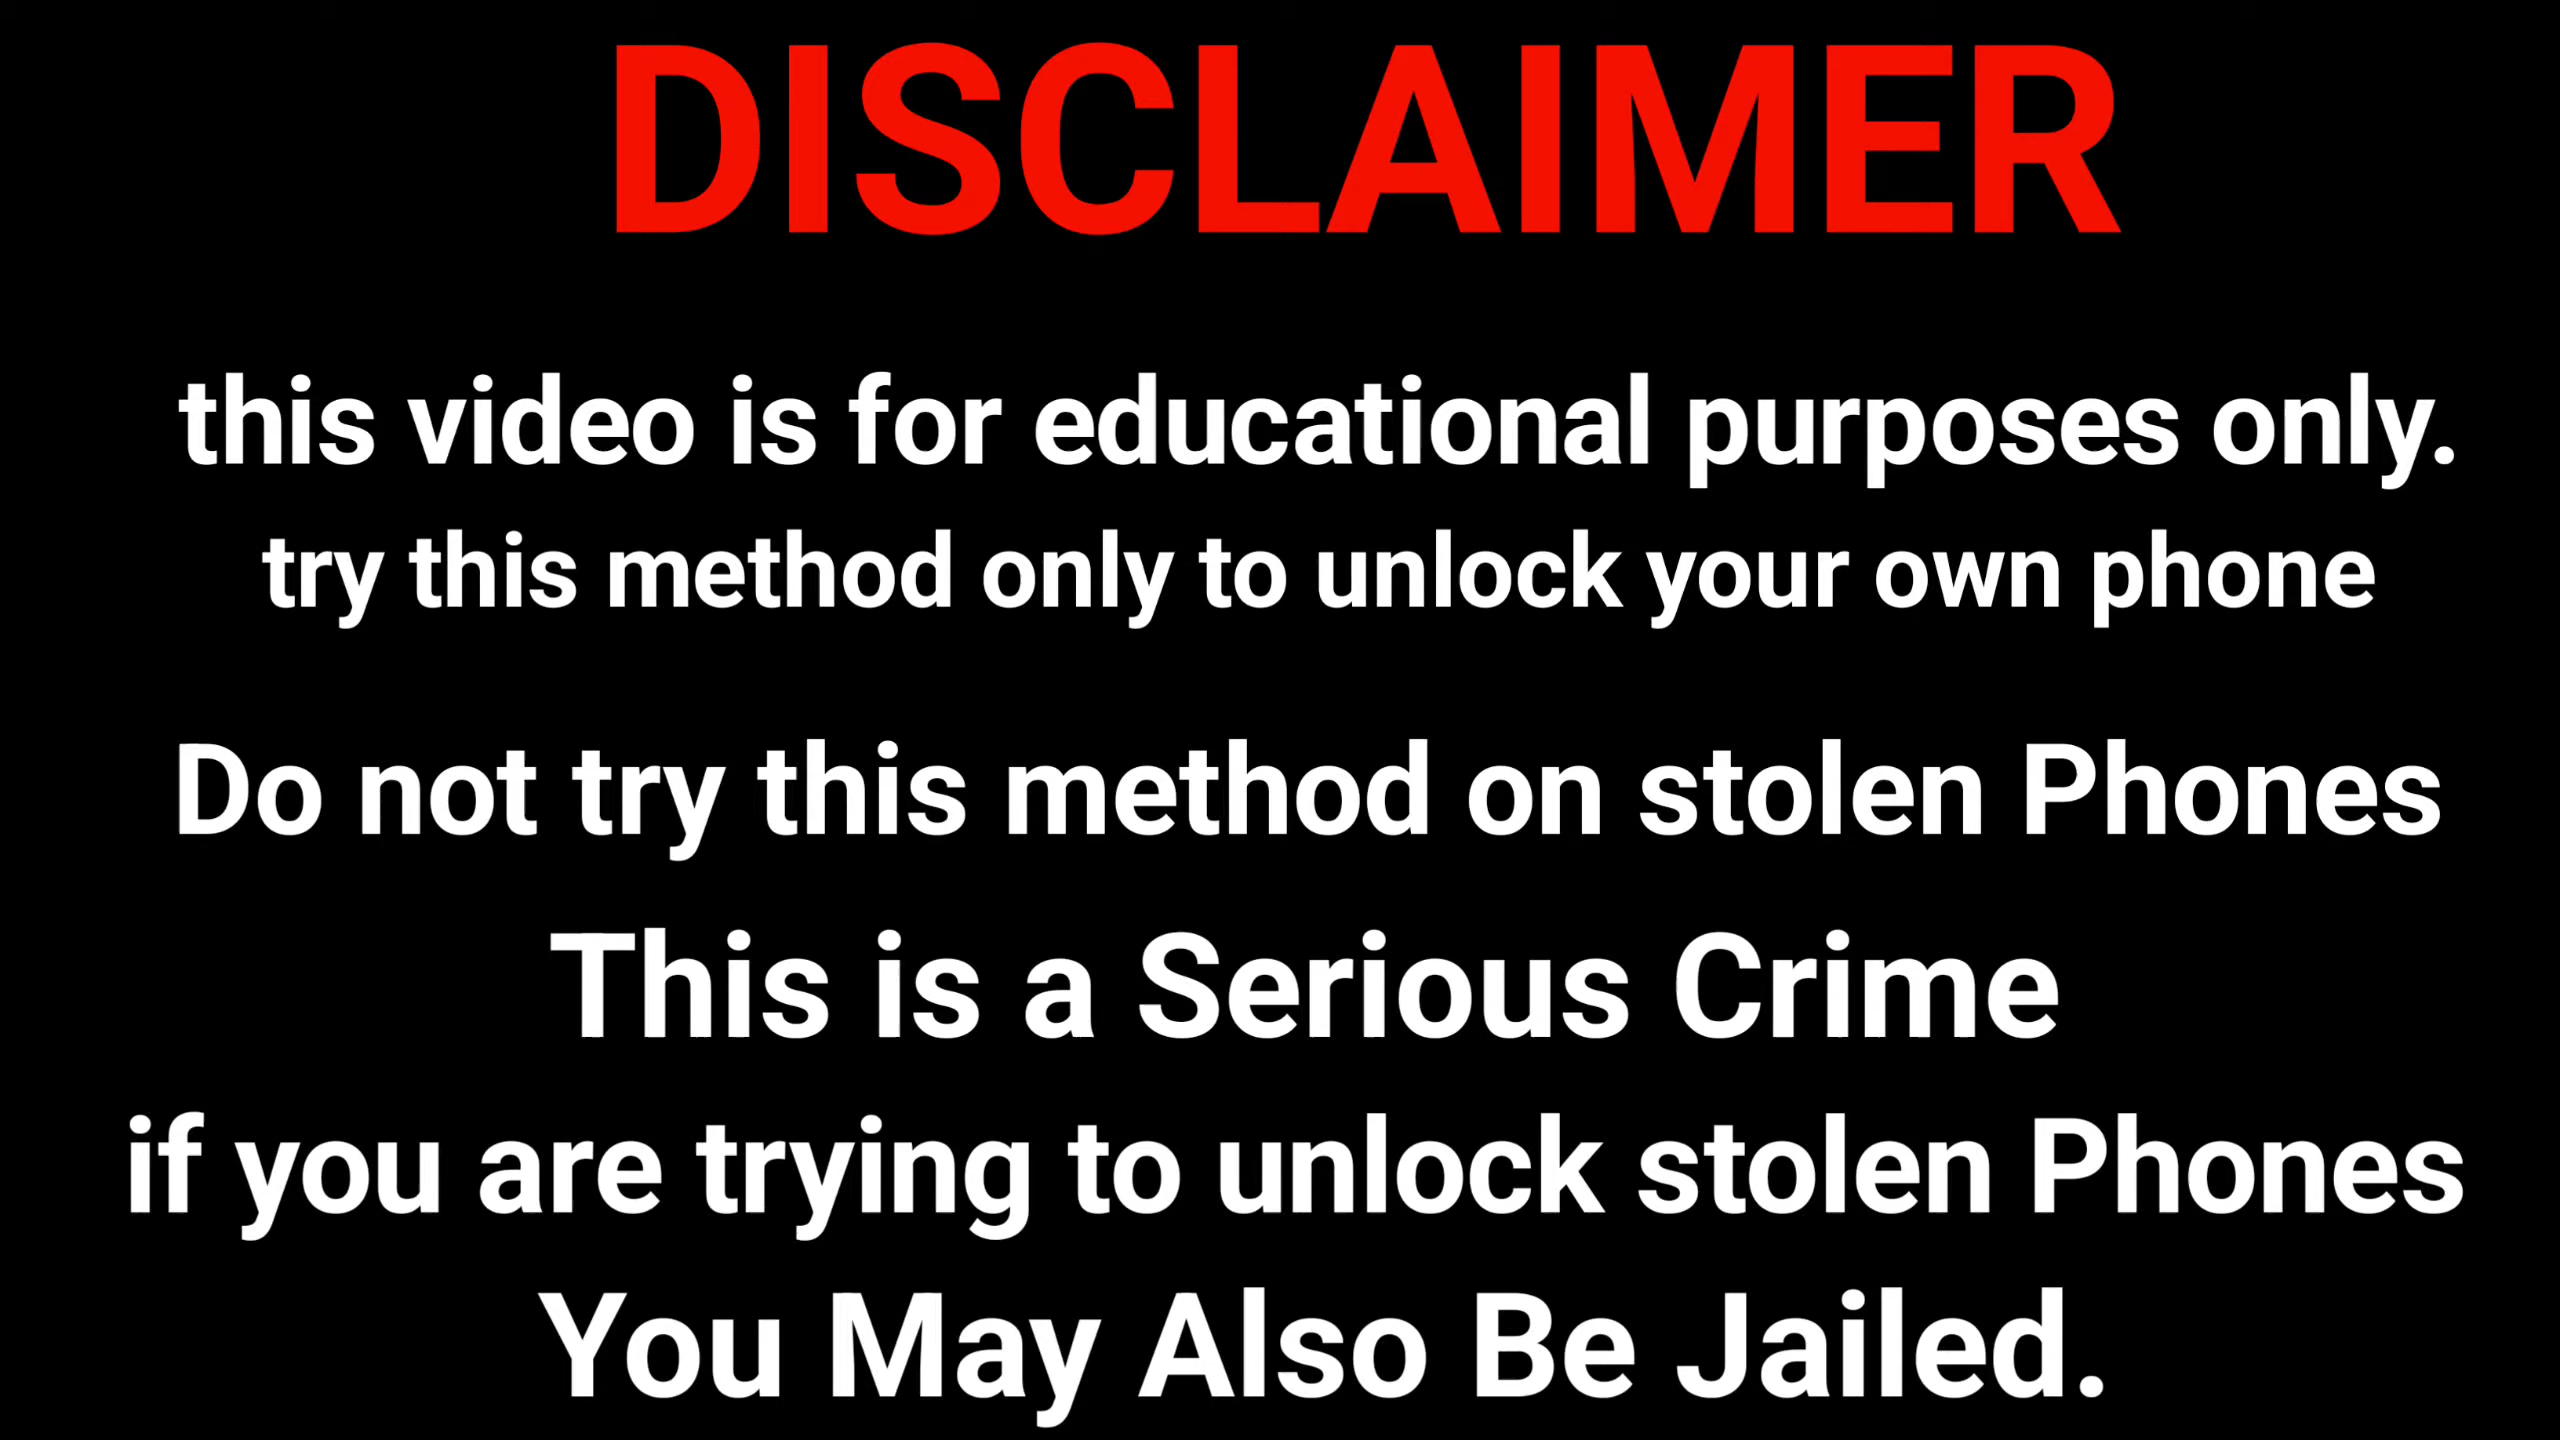 DISCLAIMER
this video is for educational purposes only.
try this method only to unlock your own phone
Do not try this method on stolen Phones
This is a Serious Crime
if you are trying to unlock stolen Phones
You May Also Be Jailed.